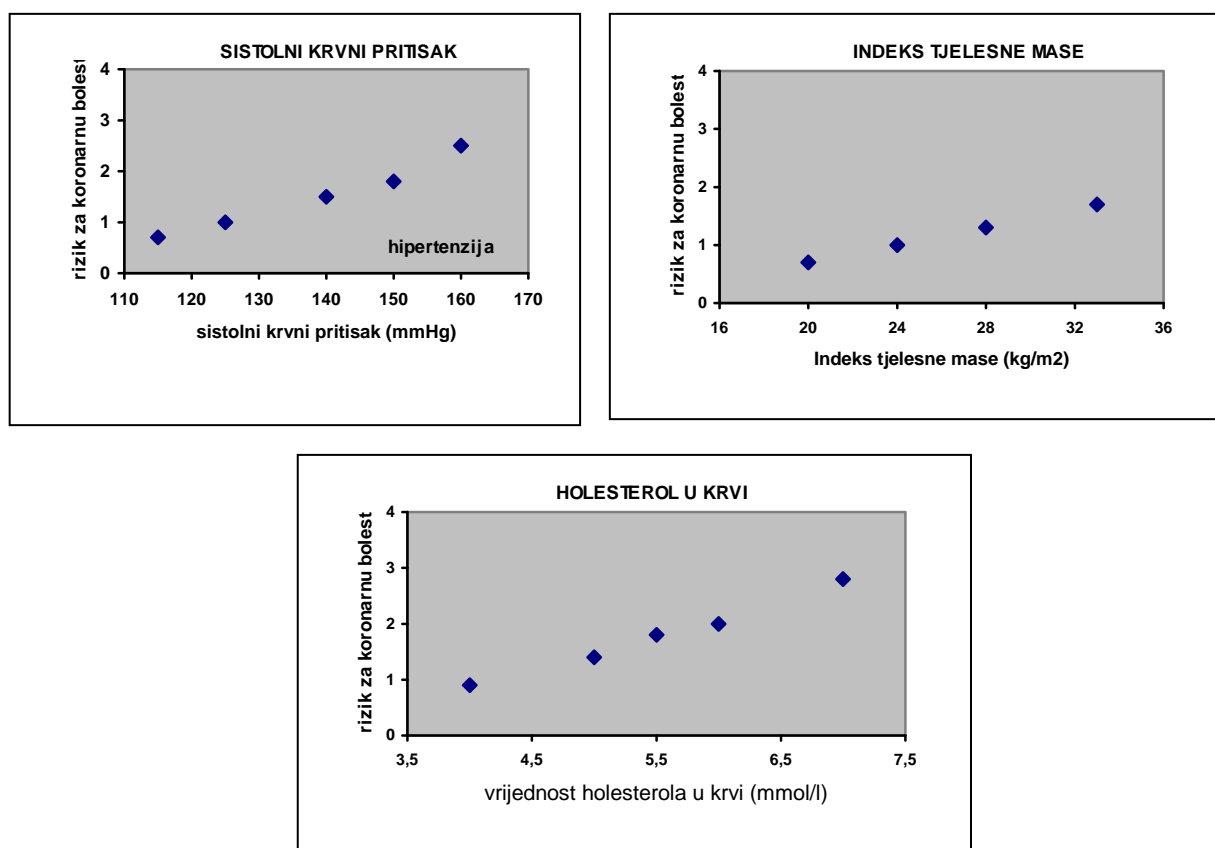 SISTOLNI KRVNI PRITISAK
rizik za koronarnu bolest
4
3
2
1
0
hipertenzija
110 120 130 140 150 160 170
sistolni krvni pritisak (mmHg)
INDEKS TJELESNE MASE
rizik za koronarnu bolest
4
3
2
1
0
16 20 24 28 32 36
Indeks tjelesne mase (kg/m2)
HOLESTEROL U KRVI
rizik za koronarnu bolest
4
3
2
1
0
3,5 4,5 5,5 6,5 7,5
vrijednost holesterola u krvi (mmol/l)